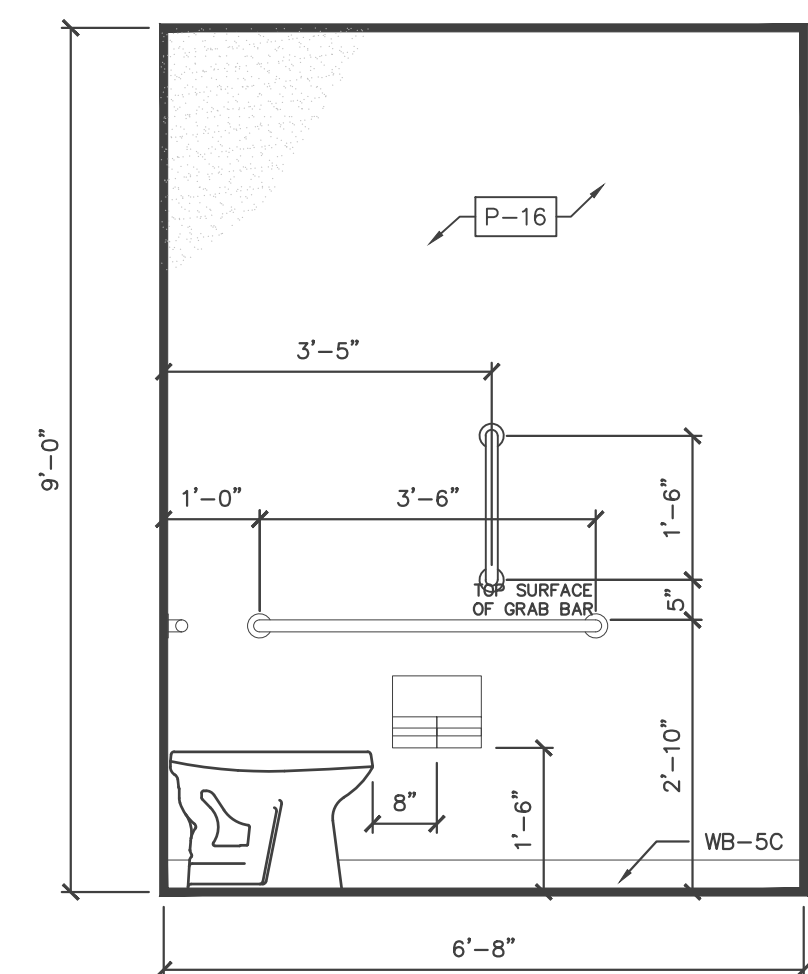 P–16
3'–5"
9'–0"
1'–0"
3'–6"
1'–6"
TOP SURFACE
OF GRAB BAR
5"
2'–10"
8"
1'–6"
WB–5C
6'–8"